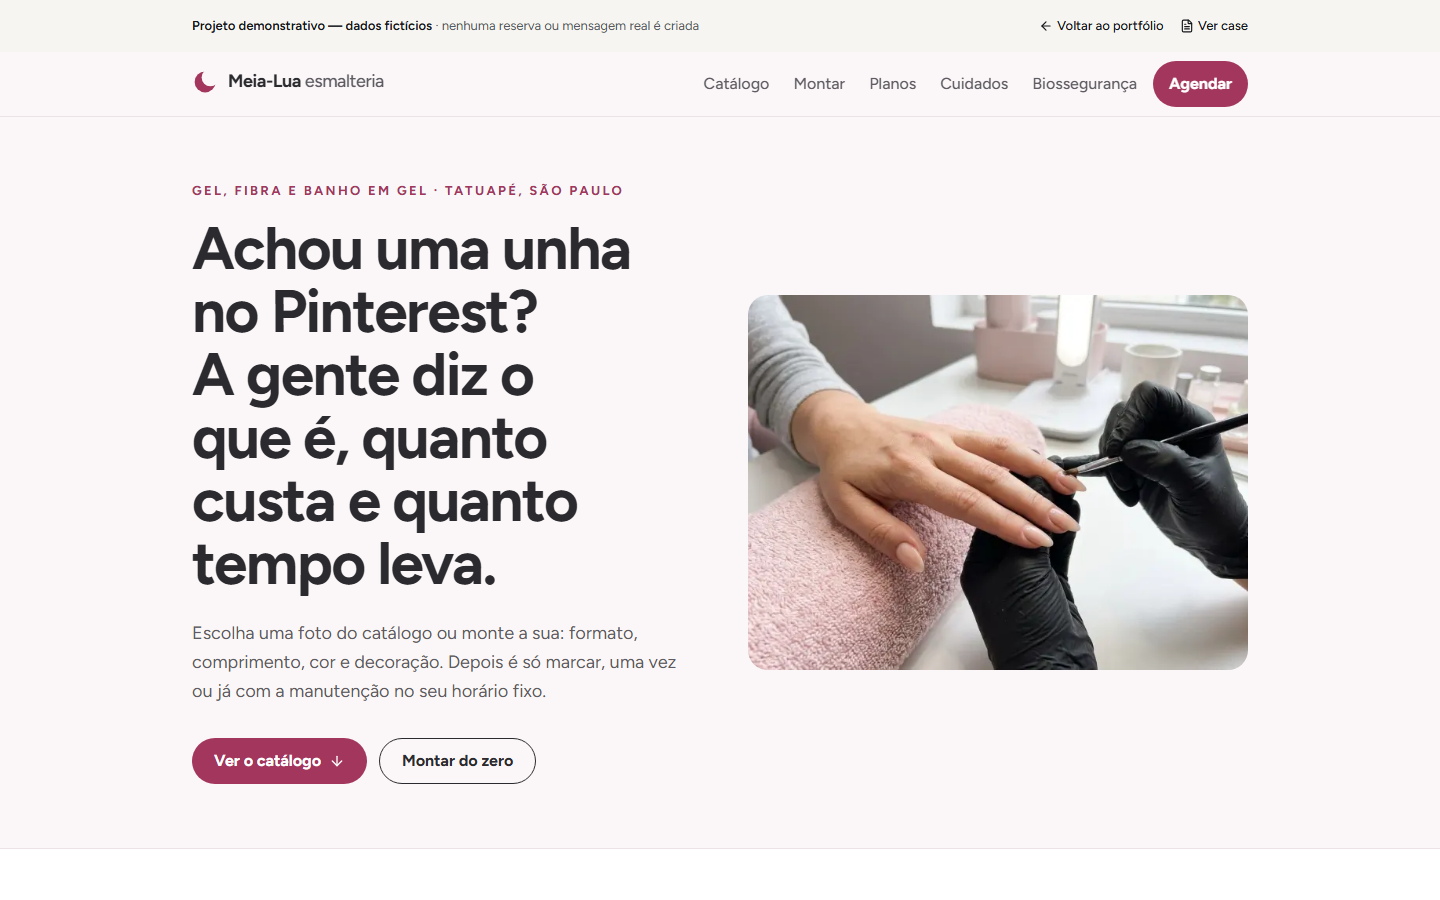 Projeto demonstrativo — dados fictícios · nenhuma reserva ou mensagem real é criada
Voltar ao portfólio
Ver case
Meia-Lua esmalteria
Catálogo
Montar
Planos
Cuidados
Biossegurança
Agendar
GEL, FIBRA E BANHO EM GEL · TATUAPÉ, SÃO PAULO
Achou uma unha
no Pinterest?
A gente diz o
que é, quanto
custa e quanto
tempo leva.
Escolha uma foto do catálogo ou monte a sua: formato,
comprimento, cor e decoração. Depois é só marcar, uma vez
ou já com a manutenção no seu horário fixo.
Ver o catálogo
Montar do zero